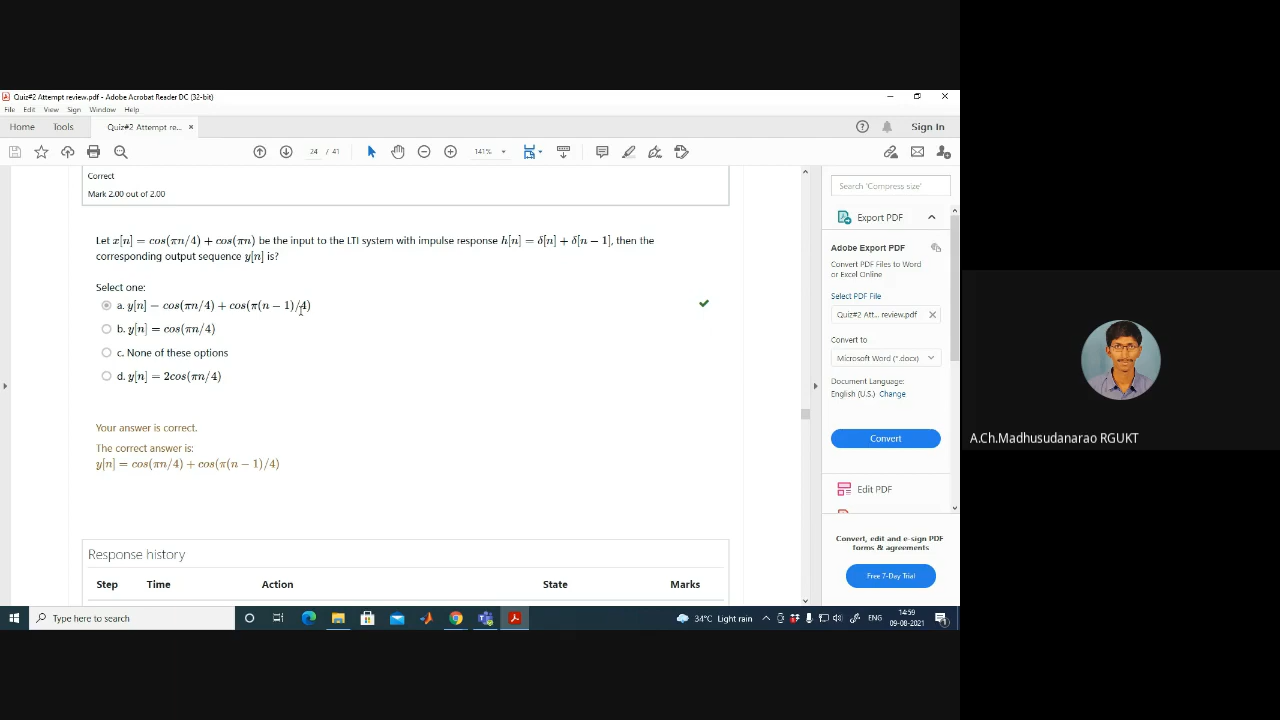 Quiz#2 Attempt review.pdf - Adobe Acrobat Reader DC (32-bit)
File Edit View Sign Window Help
Home Tools Quiz#2 Attempt re... × Sign In
24 / 41 141%
Correct
Mark 2.00 out of 2.00
Let x[n] = cos(πn/4) + cos(πn) be the input to the LTI system with impulse response h[n] = δ[n] + δ[n − 1], then the
corresponding output sequence y[n] is?
Select one:
a. y[n] = cos(πn/4) + cos(π(n − 1)/4)
b. y[n] = cos(πn/4)
c. None of these options
d. y[n] = 2cos(πn/4)
Your answer is correct.
The correct answer is:
y[n] = cos(πn/4) + cos(π(n − 1)/4)
Response history
Step Time Action State Marks
Search 'Compress size'
Export PDF
Adobe Export PDF
Convert PDF Files to Word
or Excel Online
Select PDF File
Quiz#2 Att... review.pdf ×
Convert to
Microsoft Word (*.docx)
Document Language:
English (U.S.) Change
Convert
Edit PDF
Convert, edit and e-sign PDF
forms & agreements
Free 7-Day Trial
A.Ch.Madhusudanarao RGUKT
Type here to search
34°C Light rain
ENG
14:59
09-08-2021